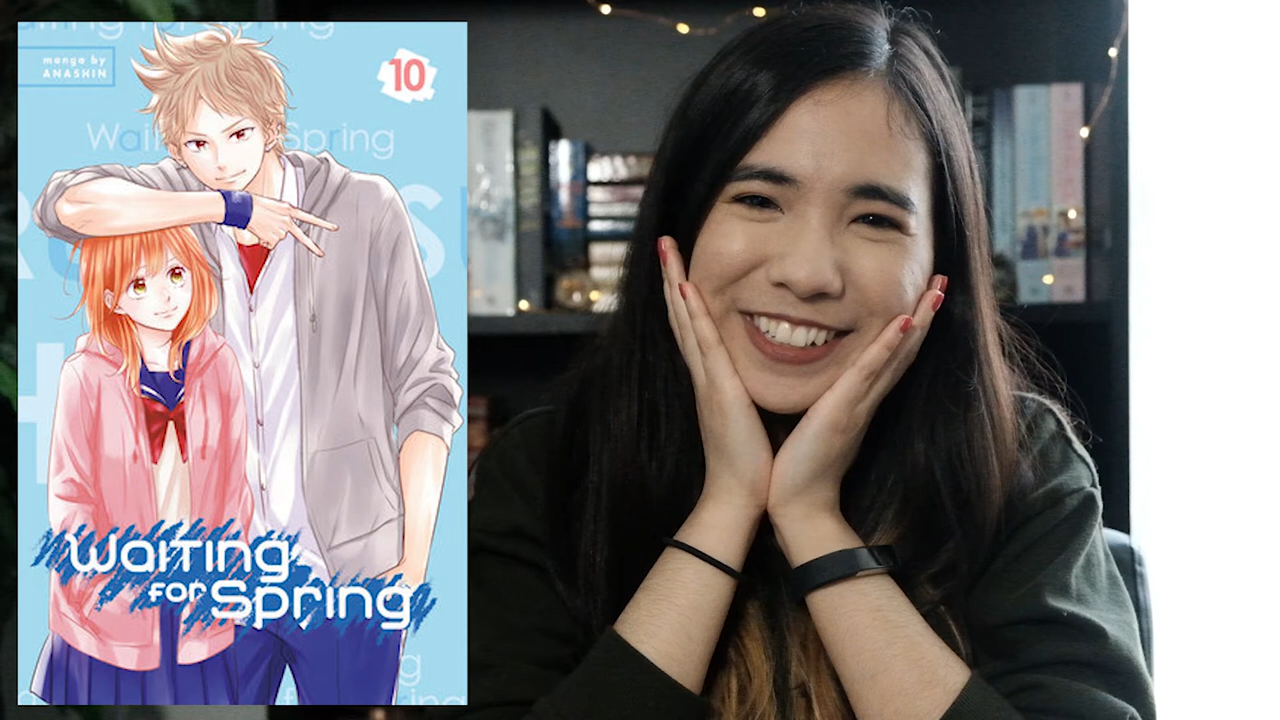 Waiting for Spring
manga by
ANASHIN
10
Waiting for Spring
Waiting
for Spring